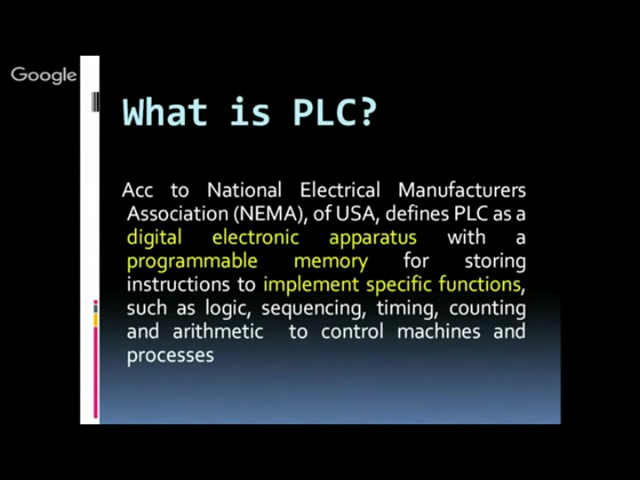 Google
What is PLC?
Acc to National Electrical Manufacturers
Association (NEMA), of USA, defines PLC as a
digital electronic apparatus with a
programmable memory for storing
instructions to implement specific functions,
such as logic, sequencing, timing, counting
and arithmetic to control machines and
processes